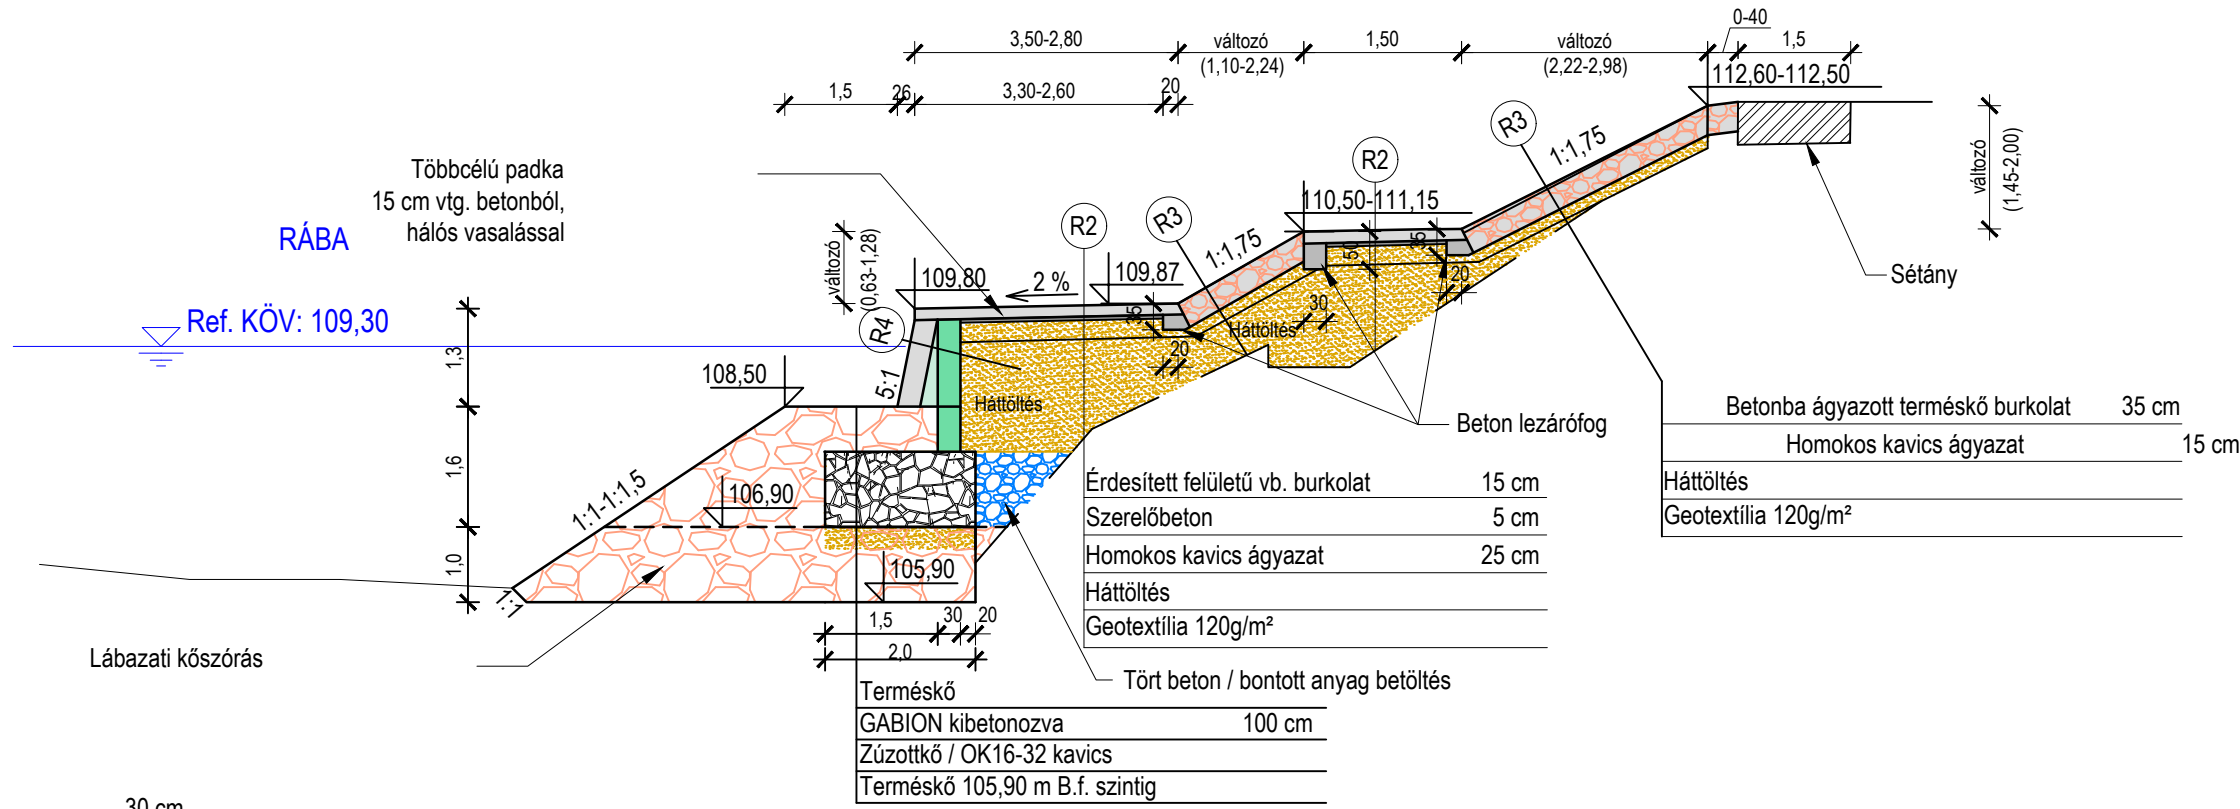 0-40
3,50-2,80
változó
(1,10-2,24)
1,50
változó
(2,22-2,98)
1,5
112,60-112,50
1,5
26
3,30-2,60
20
R3
1:1,75
változó
(1,45-2,00)
R2
Többcélú padka
15 cm vtg. betonból,
hálós vasalással
110,50-111,15
RÁBA
változó
(0,63-1,28)
R2
R3
1:1,75
50
35
20
Sétány
109,80
2 %
109,87
30
Ref. KÖV: 109,30
R4
35
Háttöltés
20
1,3
108,50
5:1
Háttöltés
Beton lezárófog
Betonba ágyazott terméskő burkolat 35 cm
Homokos kavics ágyazat 15 cm
Háttöltés
Geotextília 120g/m²
1,6
1:1-1:1,5
106,90
Érdesített felületű vb. burkolat 15 cm
Szerelőbeton 5 cm
Homokos kavics ágyazat 25 cm
Háttöltés
Geotextília 120g/m²
1,0
105,90
1:1
1,5
30
20
2,0
Lábazati kőszórás
Tört beton / bontott anyag betöltés
Terméskő
GABION kibetonozva 100 cm
Zúzottkő / OK16-32 kavics
Terméskő 105,90 m B.f. szintig
30 cm